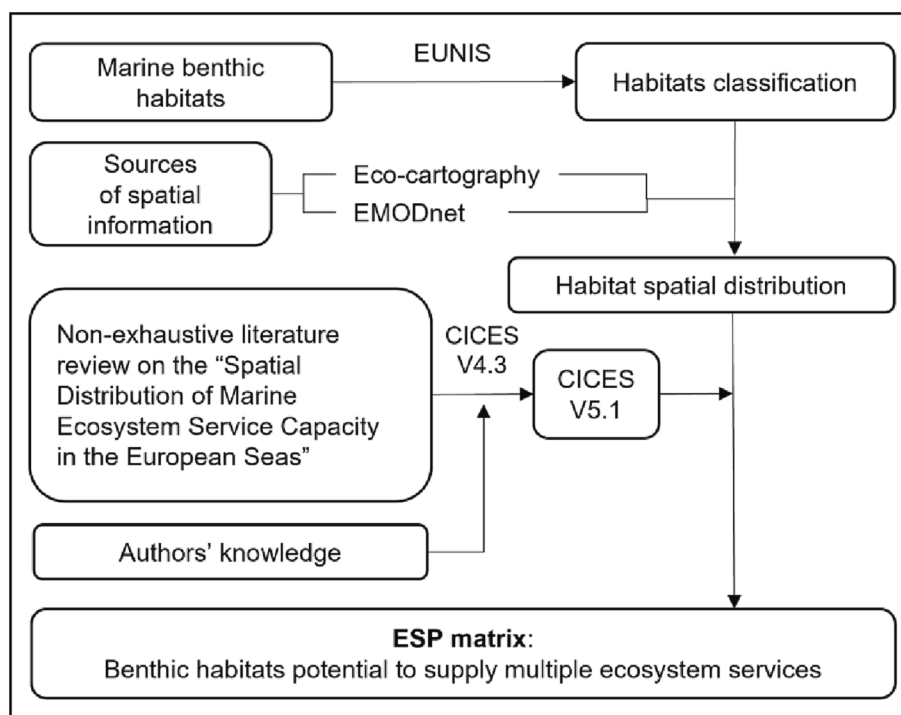 Marine benthic
habitats
EUNIS
Habitats classification
Sources
of spatial
information
Eco-cartography
EMODnet
Habitat spatial distribution
Non-exhaustive literature
review on the “Spatial
Distribution of Marine
Ecosystem Service Capacity
in the European Seas”
CICES
V4.3
CICES
V5.1
Authors’ knowledge
ESP matrix:
Benthic habitats potential to supply multiple ecosystem services